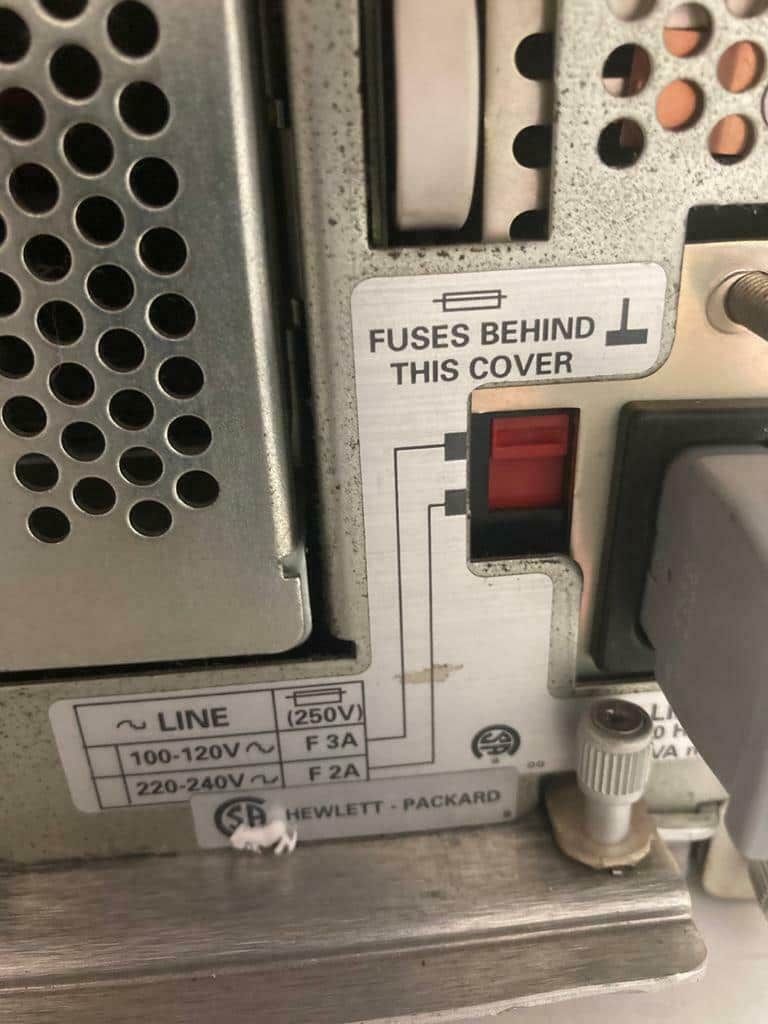 FUSES BEHIND
THIS COVER
~ LINE (250V)
100-120V ~ F 3A
220-240V ~ F 2A
HEWLETT - PACKARD